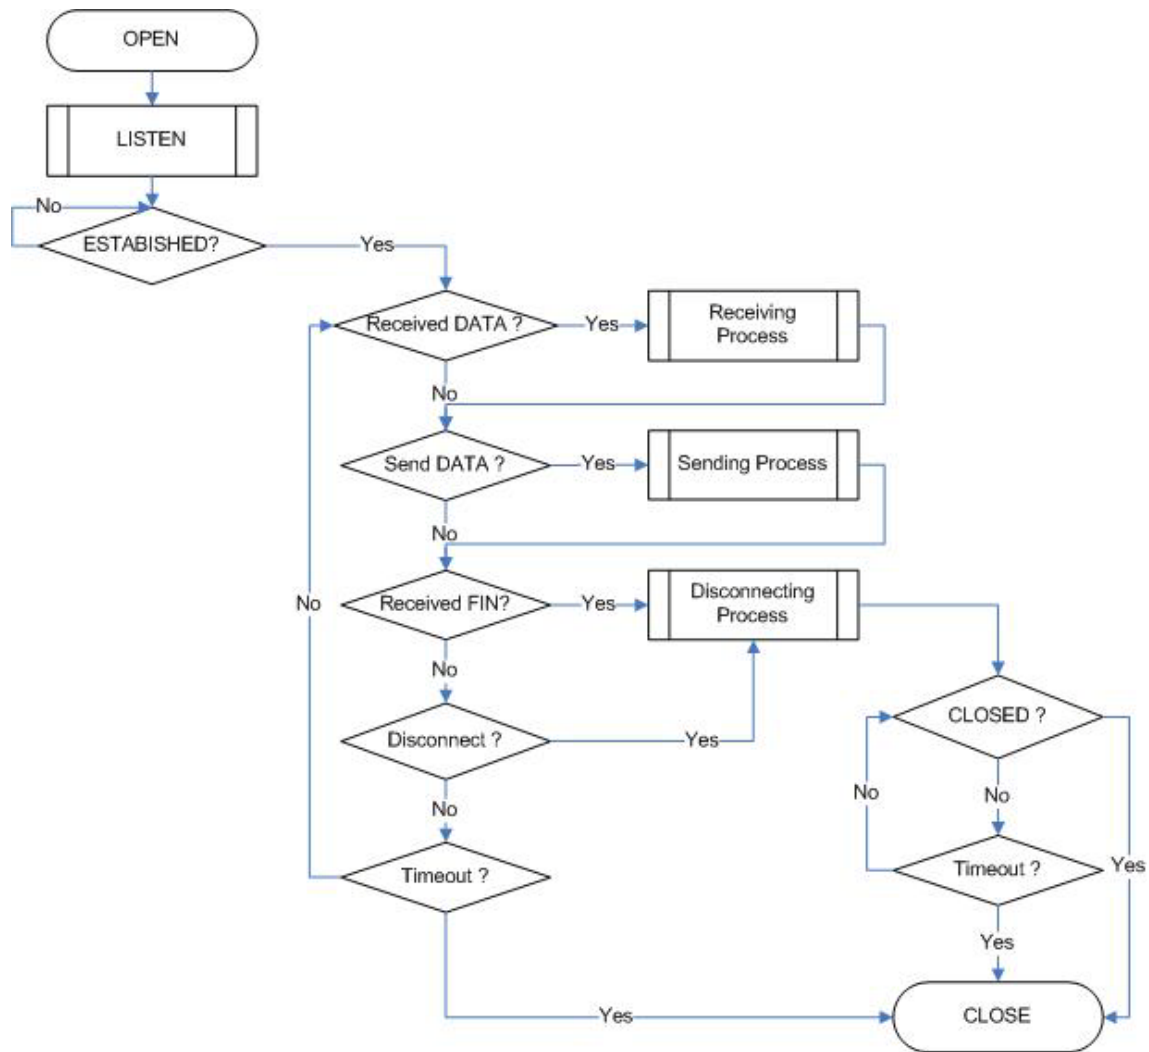 OPEN
LISTEN
No
ESTABISHED?
Yes
Received DATA ?
Yes
Receiving
Process
No
Send DATA ?
Yes
Sending Process
No
Received FIN?
Yes
Disconnecting
Process
No
No
Disconnect ?
Yes
CLOSED ?
No
No
No
Timeout ?
Timeout ?
Yes
Yes
Yes
CLOSE